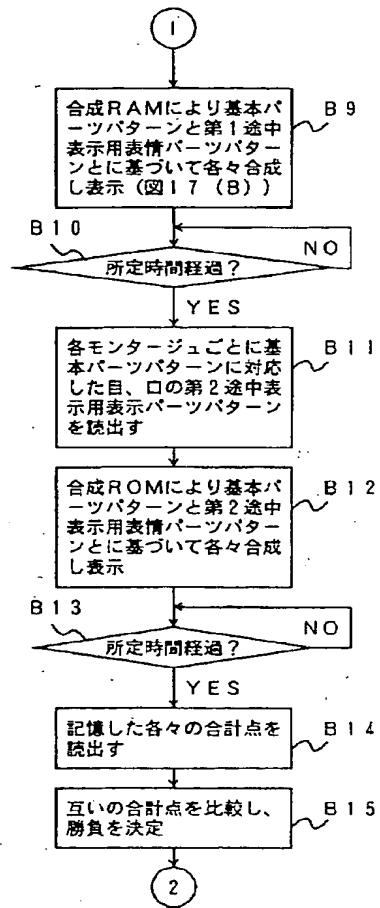 1
合成RAMにより基本パ
ーツパターンと第1途中
表示用表情パーツパター
ンとに基づいて各々合成
し表示(図17(B))
B9
B10
所定時間経過?
NO
YES
各モンタージュごとに基
本パーツパターンに対応
した目、口の第2途中表
示用表示パーツパターン
を読出す
B11
合成ROMにより基本パ
ーツパターンと第2途中
表示用表情パーツパター
ンとに基づいて各々合成
し表示
B12
B13
所定時間経過?
NO
YES
記憶した各々の合計点を
読出す
B14
互いの合計点を比較し、
勝負を決定
B15
2